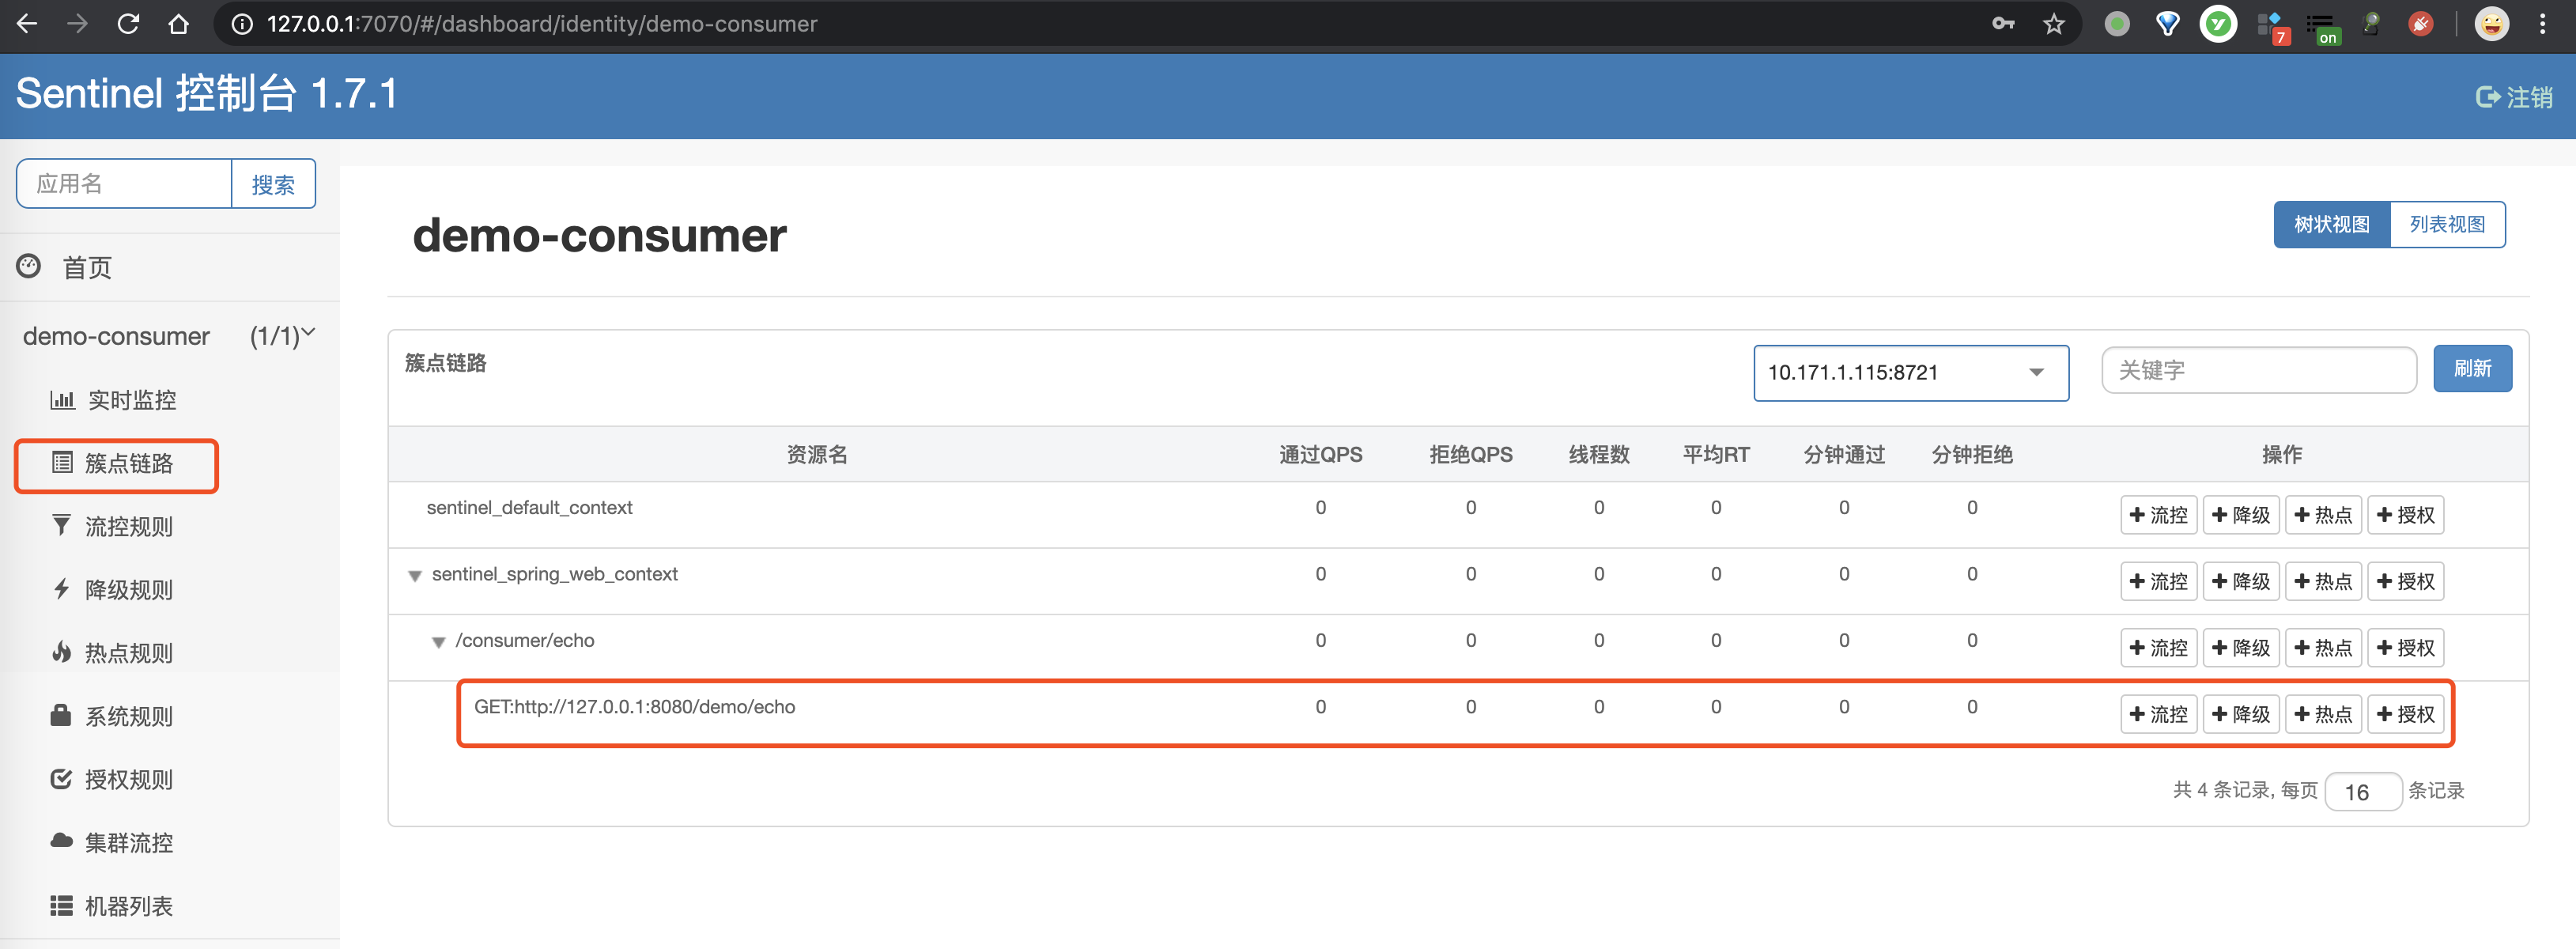 127.0.0.1:7070/#/dashboard/identity/demo-consumer
7
on
Sentinel 控制台 1.7.1
注销
应用名 搜索
首页
demo-consumer (1/1)
实时监控
簇点链路
流控规则
降级规则
热点规则
系统规则
授权规则
集群流控
机器列表
demo-consumer
树状视图 列表视图
簇点链路 10.171.1.115:8721 关键字 刷新
资源名 通过QPS 拒绝QPS 线程数 平均RT 分钟通过 分钟拒绝 操作
sentinel_default_context 0 0 0 0 0 0 流控 降级 热点 授权
sentinel_spring_web_context 0 0 0 0 0 0 流控 降级 热点 授权
/consumer/echo 0 0 0 0 0 0 流控 降级 热点 授权
GET:http://127.0.0.1:8080/demo/echo 0 0 0 0 0 0 流控 降级 热点 授权
共 4 条记录, 每页 16 条记录